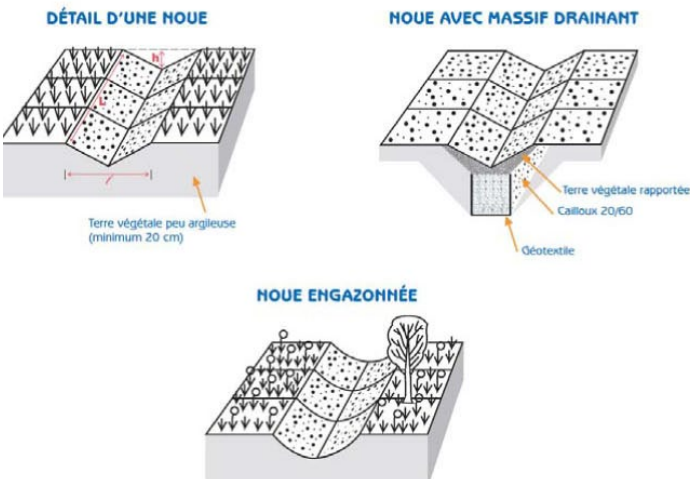 DÉTAIL D'UNE NOUE
NOUE AVEC MASSIF DRAINANT
h
L
l
Terre végétale peu argileuse
(minimum 20 cm)
Terre végétale rapportée
Cailloux 20/60
Géotextile
NOUE ENGAZONNÉE